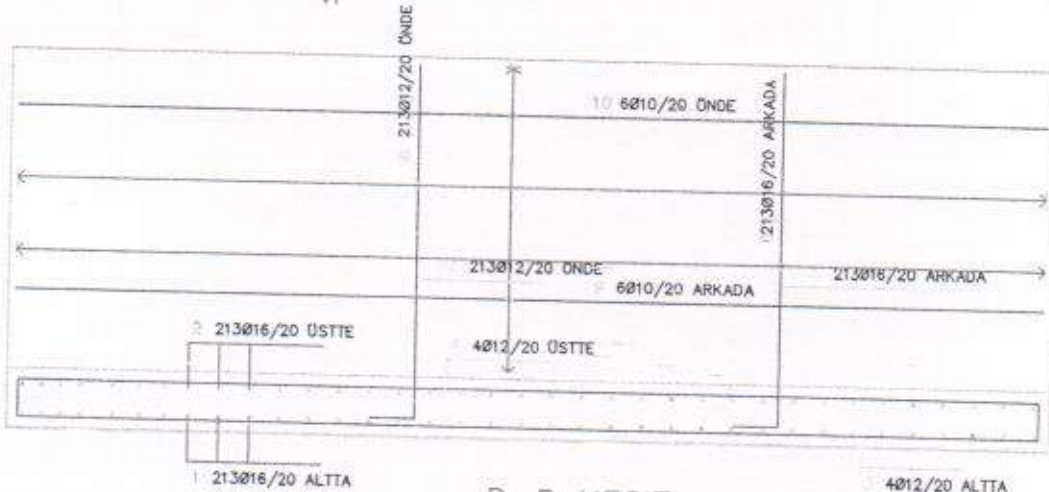 213Ø12/20 ÖNDE
10 6Ø10/20 ÖNDE
213Ø16/20 ARKADA
213Ø12/20 ÖNDE
213Ø16/20 ARKADA
6Ø10/20 ARKADA
2 213Ø16/20 ÜSTTE
4Ø12/20 ÜSTTE
1 213Ø16/20 ALTTA
3 4Ø12/20 ALTTA